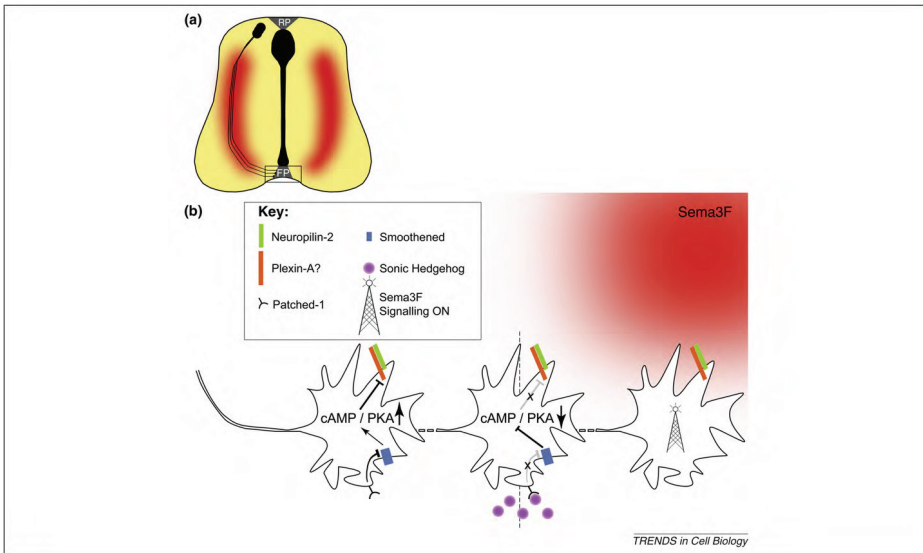 (a)
RP
FP
(b)
Key:
Neuropilin-2
Smoothened
Plexin-A?
Sonic Hedgehog
Patched-1
Sema3F
Signalling ON
Sema3F
cAMP / PKA
x
cAMP / PKA
x
TRENDS in Cell Biology